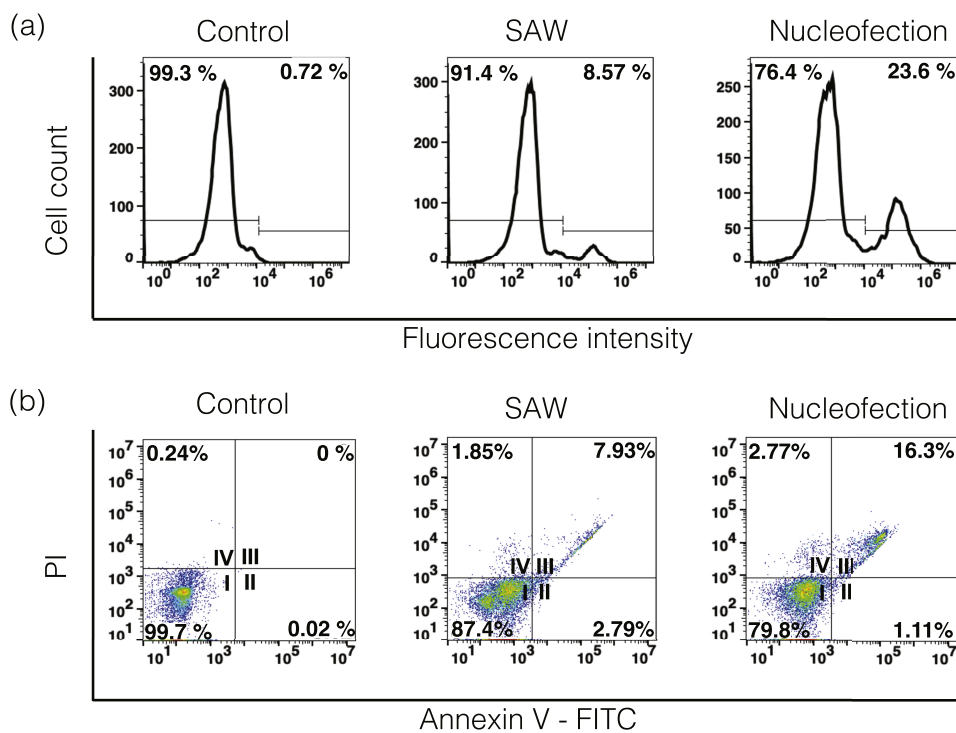 (a)
Control SAW Nucleofection
99.3 % 0.72 % 91.4 % 8.57 % 76.4 % 23.6 %
300 300 250
200
200 200 150
100 100 100
50
0 0 0
10^0 10^2 10^4 10^6 10^0 10^2 10^4 10^6 10^0 10^2 10^4 10^6
Cell count
Fluorescence intensity
(b)
Control SAW Nucleofection
10^7 0.24% 0 % 10^7 1.85% 7.93% 10^7 2.77% 16.3%
10^6 10^6 10^6
10^5 10^5 10^5
10^4 10^4 10^4
IV III IV III IV III
10^3 10^3 10^3
I II I II I II
10^2 10^2 10^2
10^1 99.7 % 0.02 % 10^1 87.4% 2.79% 10^1 79.8% 1.11%
10^1 10^3 10^5 10^7 10^1 10^3 10^5 10^7 10^1 10^3 10^5 10^7
PI
Annexin V - FITC